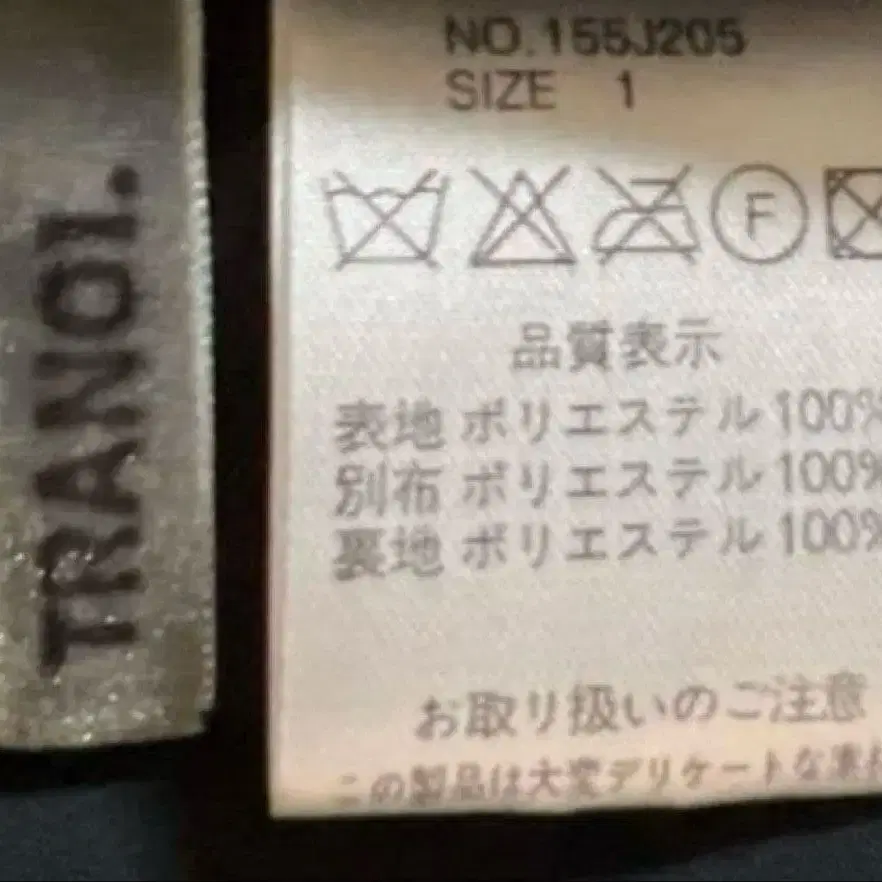 TRANOI.
NO.155J205
SIZE 1
F
品質表示
表地 ポリエステル 100%
別布 ポリエステル 100%
裏地 ポリエステル 100%
お取り扱いのご注意
この製品は大変デリケートな素